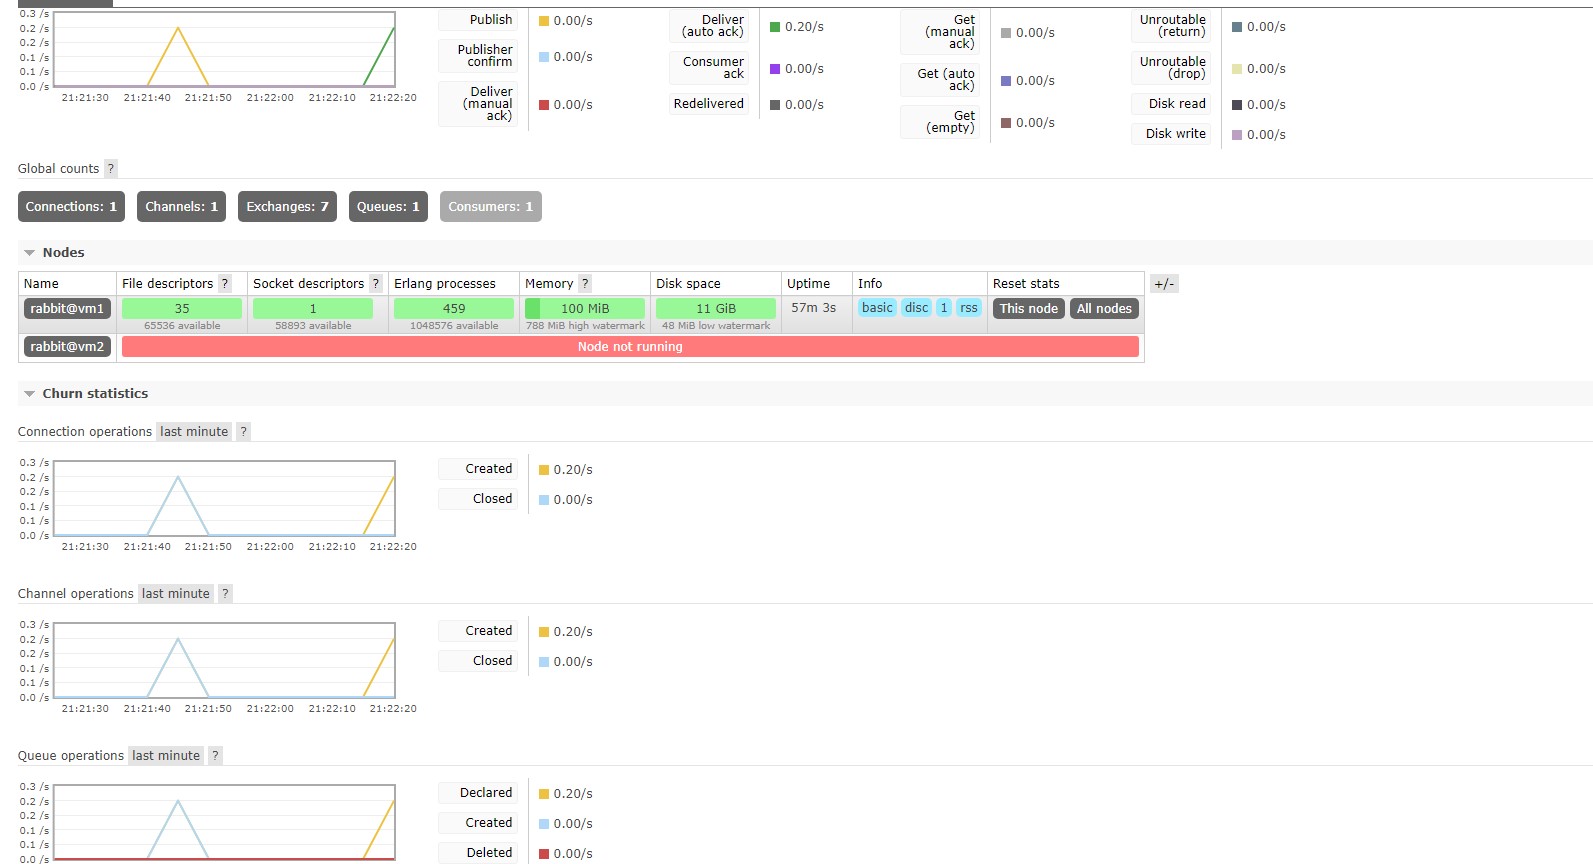 0.3 /s
0.2 /s
0.2 /s
0.1 /s
0.1 /s
0.0 /s
21:21:30 21:21:40 21:21:50 21:22:00 21:22:10 21:22:20
Publish 0.00/s
Publisher confirm 0.00/s
Deliver (manual ack) 0.00/s
Deliver (auto ack) 0.20/s
Consumer ack 0.00/s
Redelivered 0.00/s
Get (manual ack) 0.00/s
Get (auto ack) 0.00/s
Get (empty) 0.00/s
Unroutable (return) 0.00/s
Unroutable (drop) 0.00/s
Disk read 0.00/s
Disk write 0.00/s
Global counts ?
Connections: 1 Channels: 1 Exchanges: 7 Queues: 1 Consumers: 1
Nodes
Name File descriptors ? Socket descriptors ? Erlang processes Memory ? Disk space Uptime Info Reset stats +/-
rabbit@vm1 35 1 459 100 MiB 11 GiB 57m 3s basic disc 1 rss This node All nodes
65536 available 58893 available 1048576 available 788 MiB high watermark 48 MiB low watermark
rabbit@vm2 Node not running
Churn statistics
Connection operations last minute ?
0.3 /s
0.2 /s
0.2 /s
0.1 /s
0.1 /s
0.0 /s
21:21:30 21:21:40 21:21:50 21:22:00 21:22:10 21:22:20
Created 0.20/s
Closed 0.00/s
Channel operations last minute ?
0.3 /s
0.2 /s
0.2 /s
0.1 /s
0.1 /s
0.0 /s
21:21:30 21:21:40 21:21:50 21:22:00 21:22:10 21:22:20
Created 0.20/s
Closed 0.00/s
Queue operations last minute ?
0.3 /s
0.2 /s
0.2 /s
0.1 /s
0.1 /s
0.0 /s
Declared 0.20/s
Created 0.00/s
Deleted 0.00/s